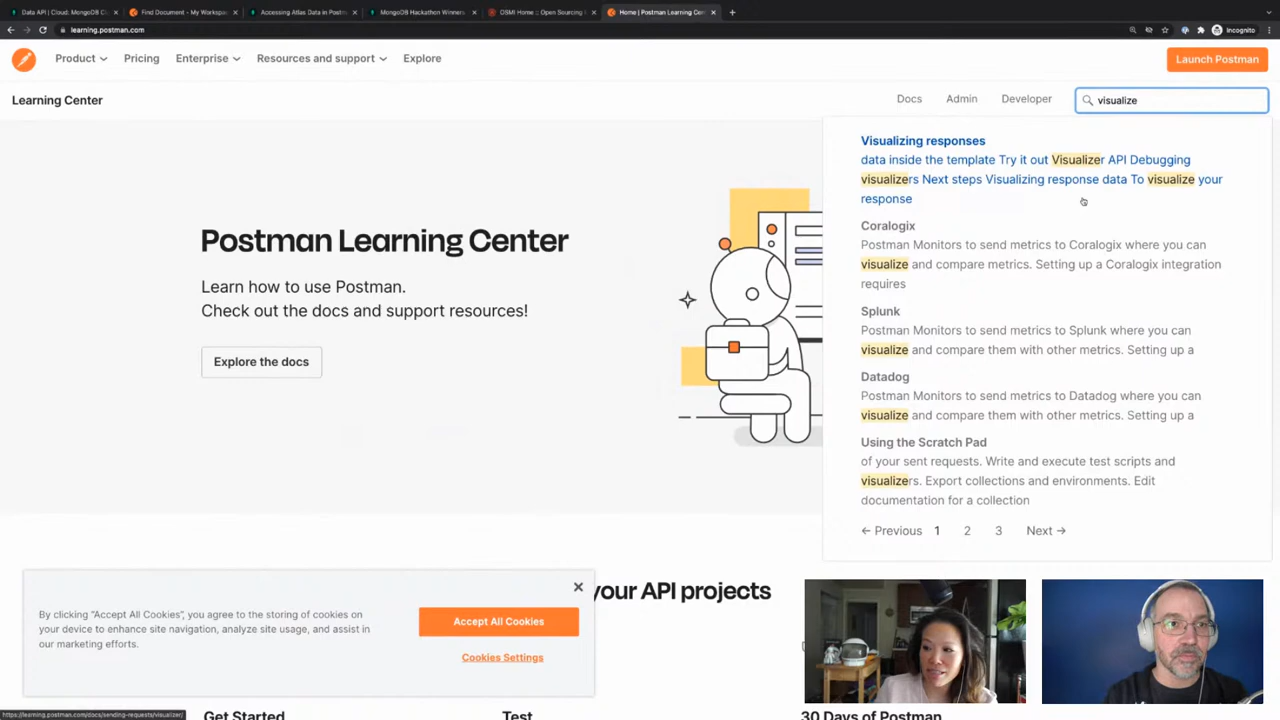 Data API | Cloud: MongoDB C
Find Document - My Workspa
Accessing Atlas Data in Postm
MongoDB Hackathon Winners
OSMI Home :: Open Sourcing
Home | Postman Learning Cen
learning.postman.com
Incognito
Product
Pricing
Enterprise
Resources and support
Explore
Launch Postman
Learning Center
Docs
Admin
Developer
visualize
Visualizing responses
data inside the template Try it out Visualizer API Debugging
visualizers Next steps Visualizing response data To visualize your
response
Coralogix
Postman Monitors to send metrics to Coralogix where you can
visualize and compare metrics. Setting up a Coralogix integration
requires
Splunk
Postman Monitors to send metrics to Splunk where you can
visualize and compare them with other metrics. Setting up a
Datadog
Postman Monitors to send metrics to Datadog where you can
visualize and compare them with other metrics. Setting up a
Using the Scratch Pad
of your sent requests. Write and execute test scripts and
visualizers. Export collections and environments. Edit
documentation for a collection
← Previous 1 2 3 Next →
Postman Learning Center
Learn how to use Postman.
Check out the docs and support resources!
Explore the docs
your API projects
By clicking “Accept All Cookies”, you agree to the storing of cookies on
your device to enhance site navigation, analyze site usage, and assist in
our marketing efforts.
Accept All Cookies
Cookies Settings
https://learning.postman.com/docs/sending-requests/visualizer/
Get Started
Test
30 Days of Postman